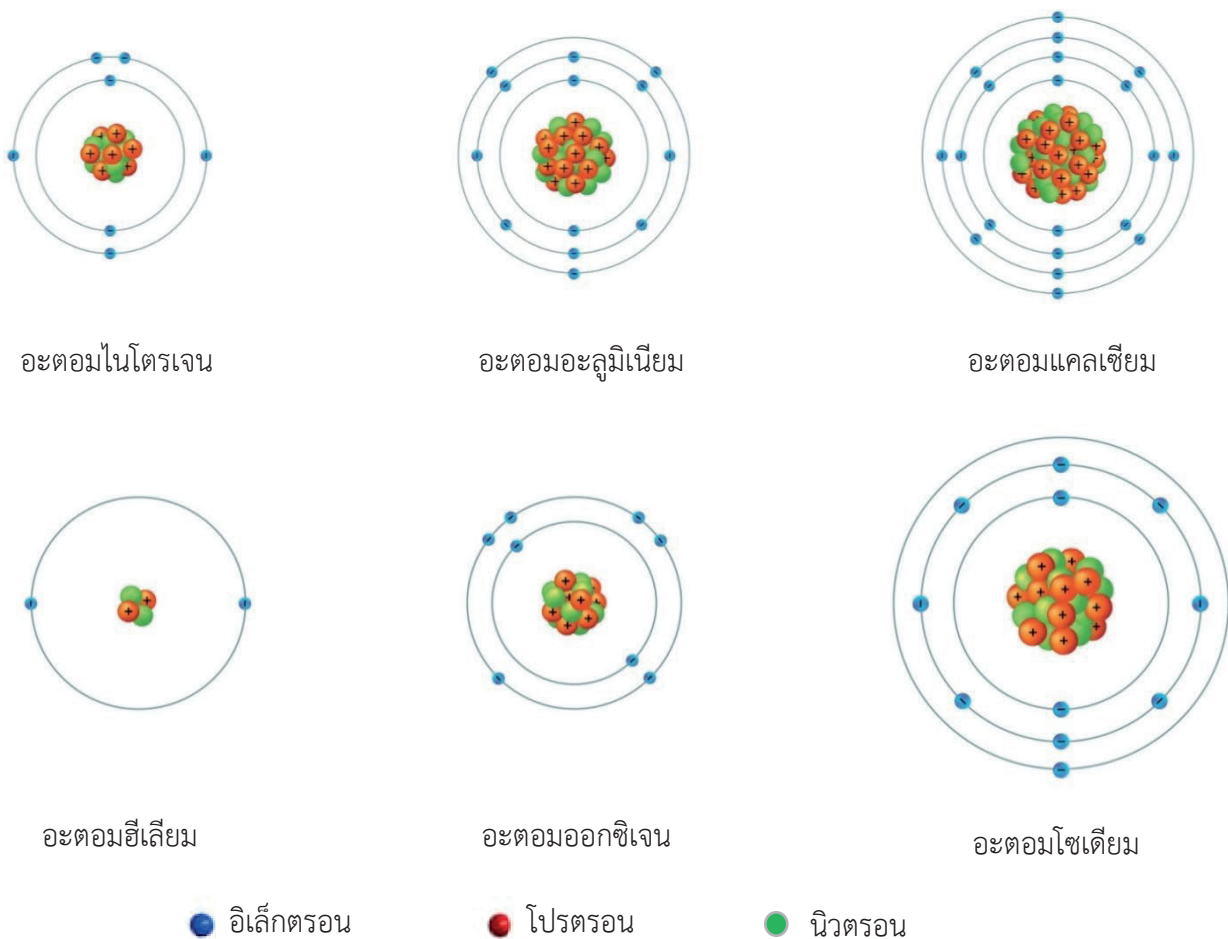 อะตอมไนโตรเจน
อะตอมอะลูมิเนียม
อะตอมแคลเซียม
อะตอมฮีเลียม
อะตอมออกซิเจน
อะตอมโซเดียม
อิเล็กตรอน
โปรตรอน
นิวตรอน